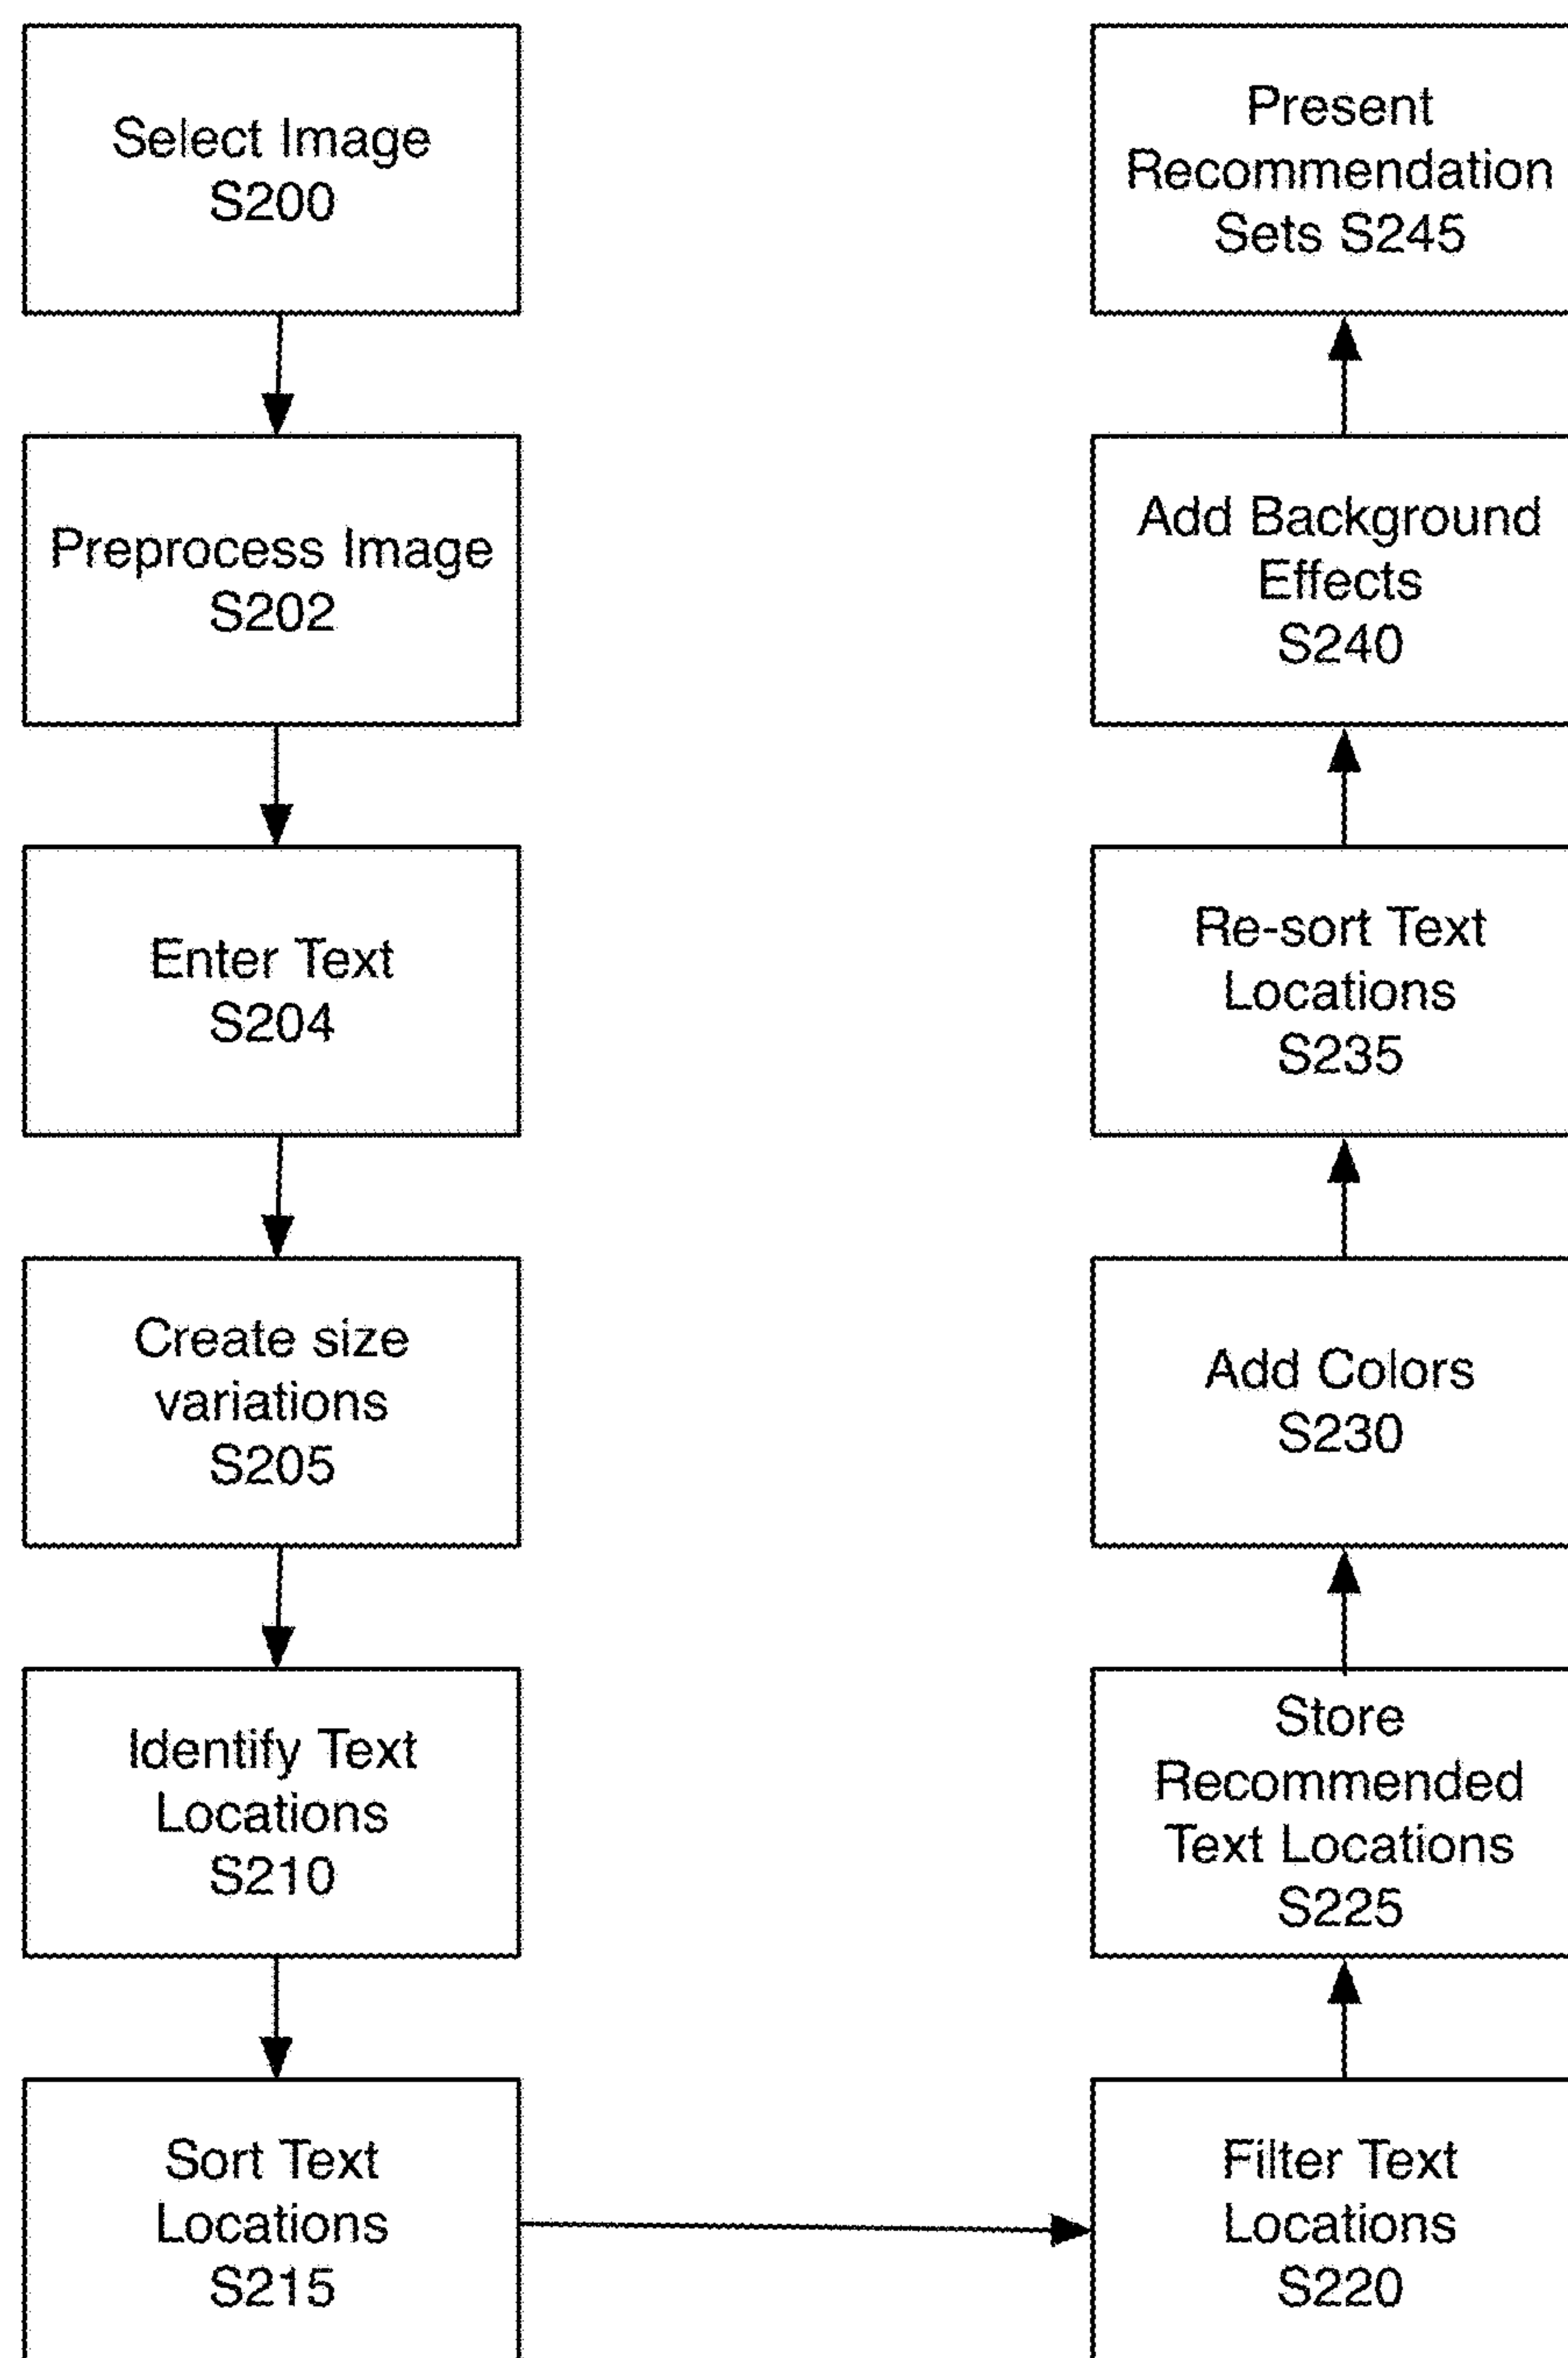 Select Image
S200
Preprocess Image
S202
Enter Text
S204
Create size
variations
S205
Identify Text
Locations
S210
Sort Text
Locations
S215
Filter Text
Locations
S220
Store
Recommended
Text Locations
S225
Add Colors
S230
Re-sort Text
Locations
S235
Add Background
Effects
S240
Present
Recommendation
Sets S245